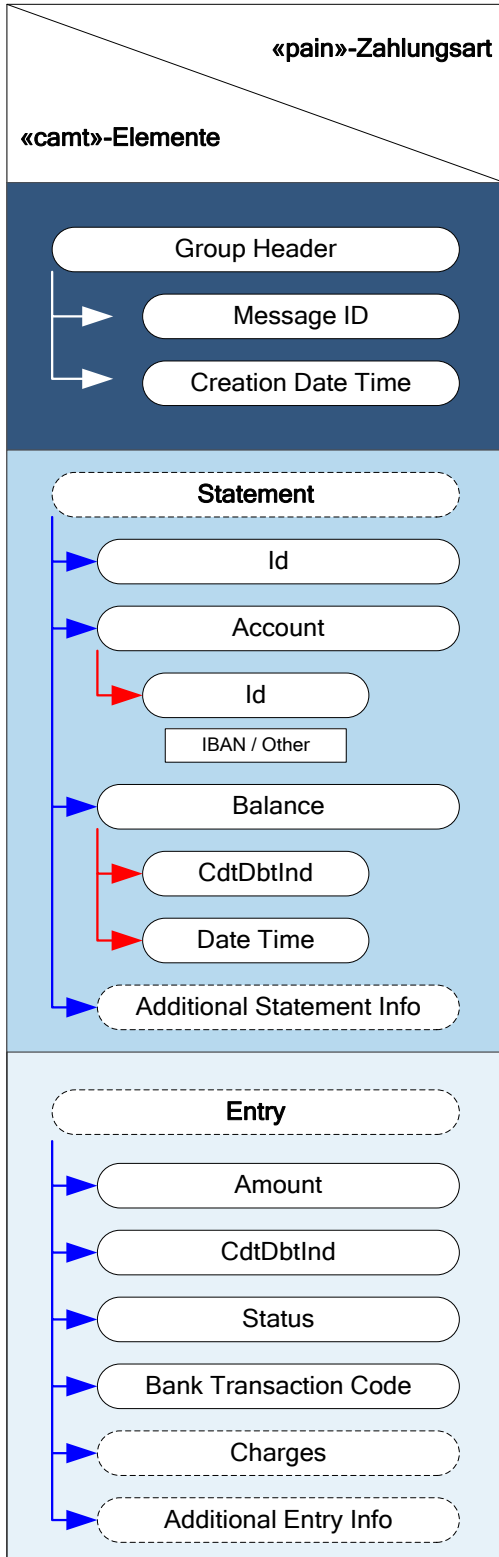 «pain»-Zahlungsart
«camt»-Elemente
Group Header
Message ID
Creation Date Time
Statement
Id
Account
Id
IBAN / Other
Balance
CdtDbtInd
Date Time
Additional Statement Info
Entry
Amount
CdtDbtInd
Status
Bank Transaction Code
Charges
Additional Entry Info